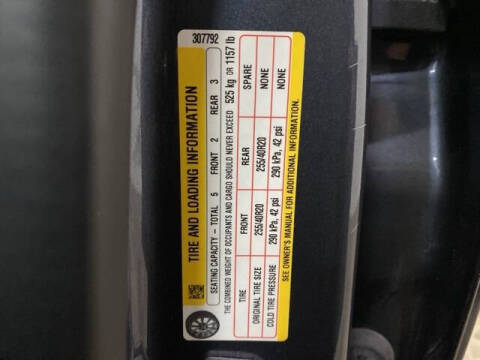 307792
TIRE AND LOADING INFORMATION
SEATING CAPACITY – TOTAL 5 FRONT 2 REAR 3
THE COMBINED WEIGHT OF OCCUPANTS AND CARGO SHOULD NEVER EXCEED 525 kg OR 1157 lb
TIRE FRONT REAR SPARE
ORIGINAL TIRE SIZE 255/40R20 255/40R20 NONE
COLD TIRE PRESSURE 290 kPa, 42 psi 290 kPa, 42 psi NONE
SEE OWNER'S MANUAL FOR ADDITIONAL INFORMATION.